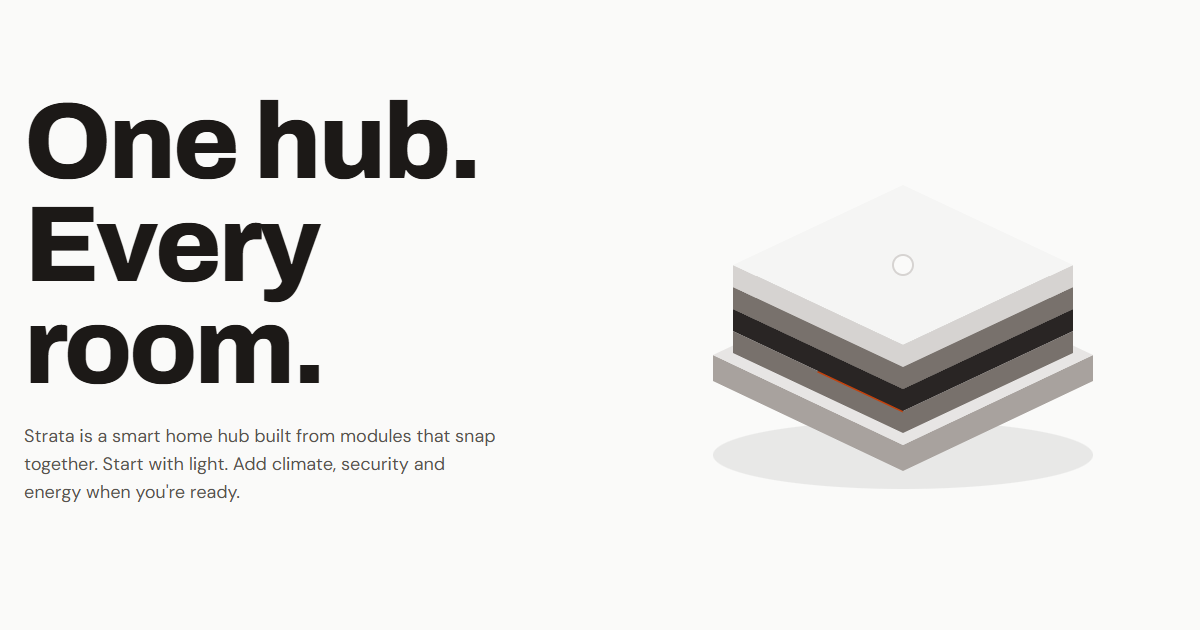 One hub.
Every
room.
Strata is a smart home hub built from modules that snap
together. Start with light. Add climate, security and
energy when you're ready.